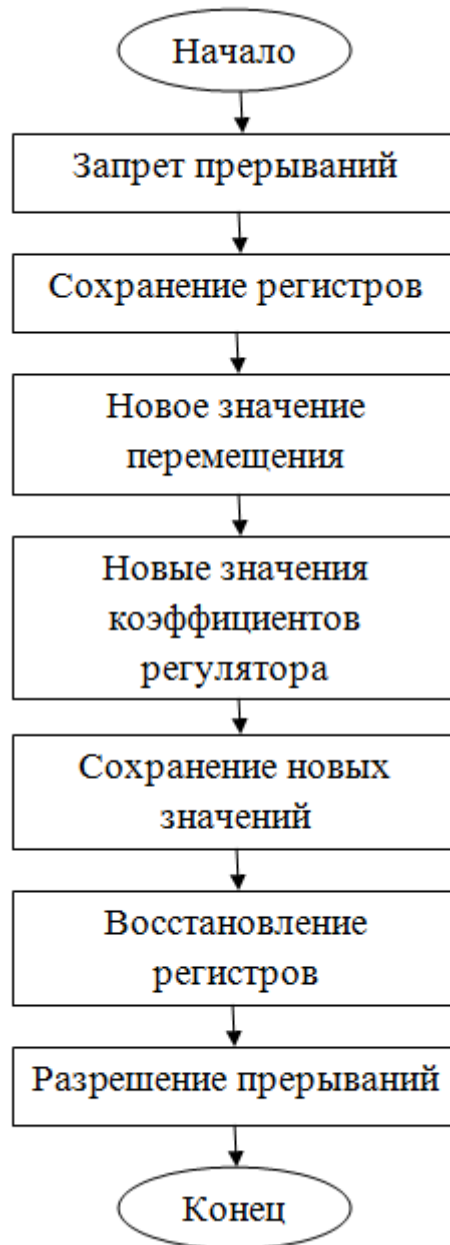 Начало
Запрет прерываний
Сохранение регистров
Новое значение
перемещения
Новые значения
коэффициентов
регулятора
Сохранение новых
значений
Восстановление
регистров
Разрешение прерываний
Конец